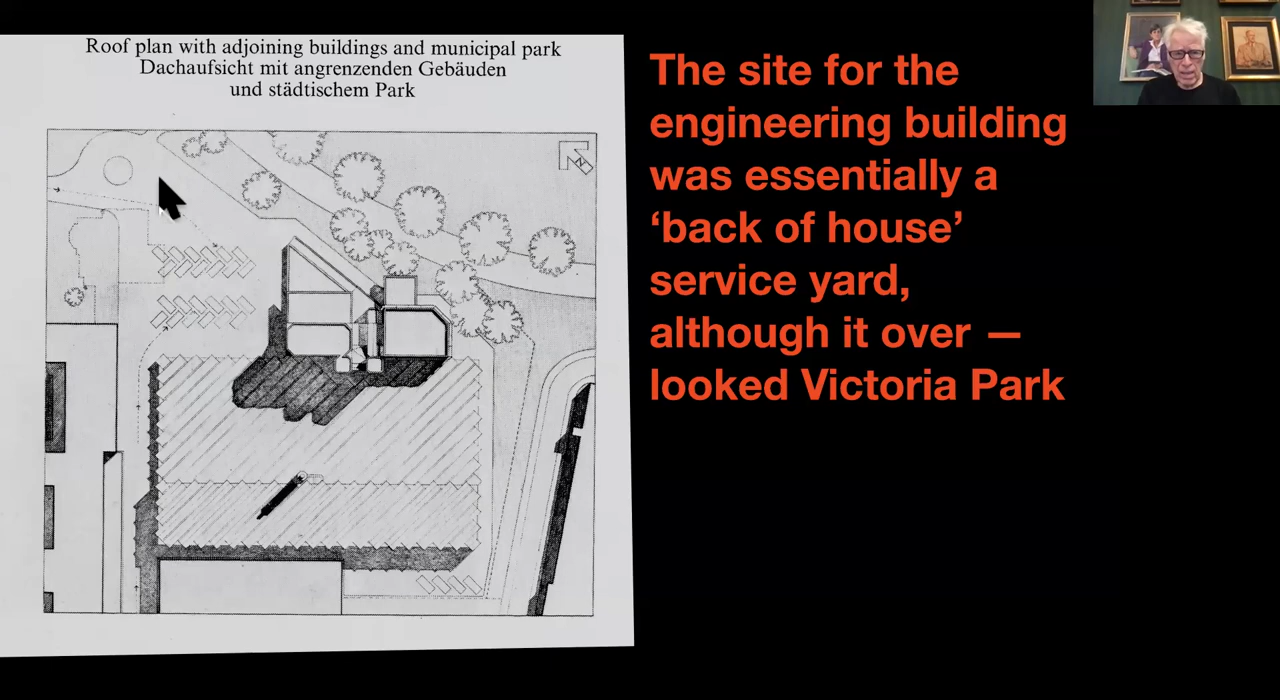 Roof plan with adjoining buildings and municipal park
Dachaufsicht mit angrenzenden Gebäuden
und städtischem Park
N
The site for the
engineering building
was essentially a
‘back of house’
service yard,
although it over —
looked Victoria Park